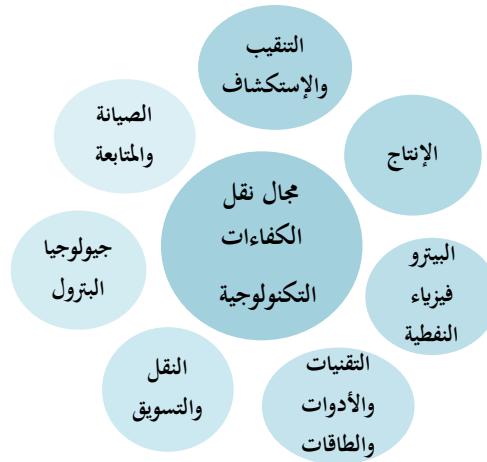 التنقيب
والإستكشاف
الإنتاج
البيترو
فيزياء
النفطية
التقنيات
والأدوات
والطاقات
النقل
والتسويق
جيولوجيا
البترول
الصيانة
والمتابعة
مجال نقل
الكفاءات
التكنولوجية